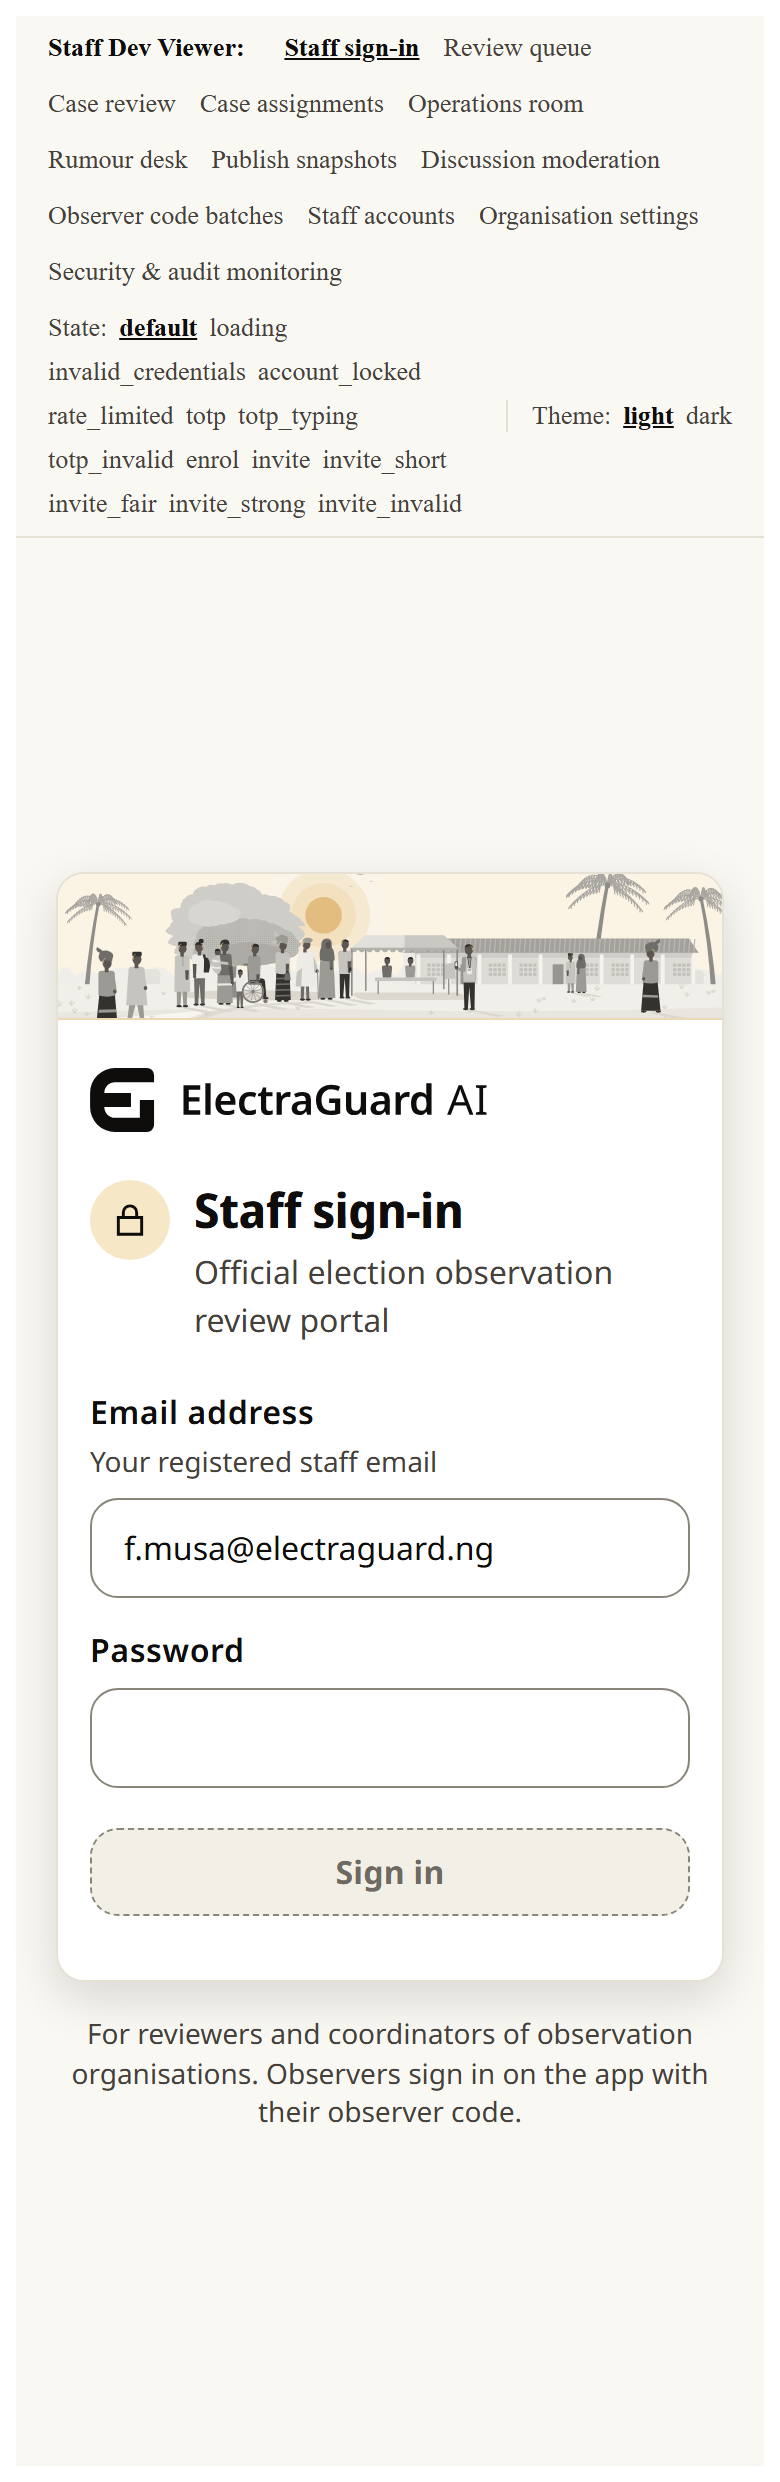 Staff Dev Viewer: Staff sign-in Review queue
Case review Case assignments Operations room
Rumour desk Publish snapshots Discussion moderation
Observer code batches Staff accounts Organisation settings
Security & audit monitoring
State: default loading
invalid_credentials account_locked
rate_limited totp totp_typing
totp_invalid enrol invite invite_short
invite_fair invite_strong invite_invalid
Theme: light dark
ElectraGuard AI
Staff sign-in
Official election observation
review portal
Email address
Your registered staff email
f.musa@electraguard.ng
Password
Sign in
For reviewers and coordinators of observation
organisations. Observers sign in on the app with
their observer code.